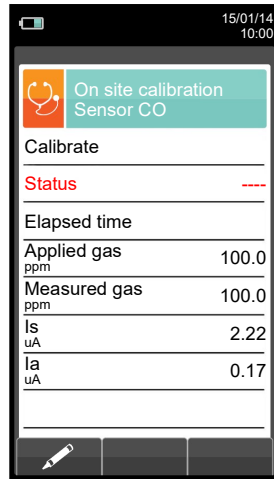 15/01/14
10:00
On site calibration
Sensor CO
Calibrate
Status ----
Elapsed time
Applied gas 100.0
ppm
Measured gas 100.0
ppm
Is 2.22
uA
Ia 0.17
uA